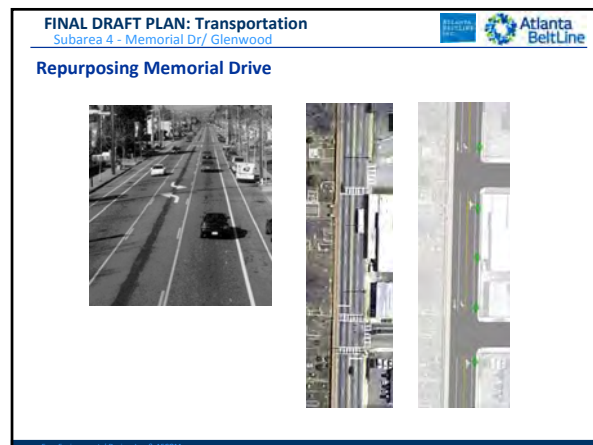 FINAL DRAFT PLAN: Transportation
Subarea 4 - Memorial Dr/ Glenwood
Atlanta
BeltLine
Repurposing Memorial Drive